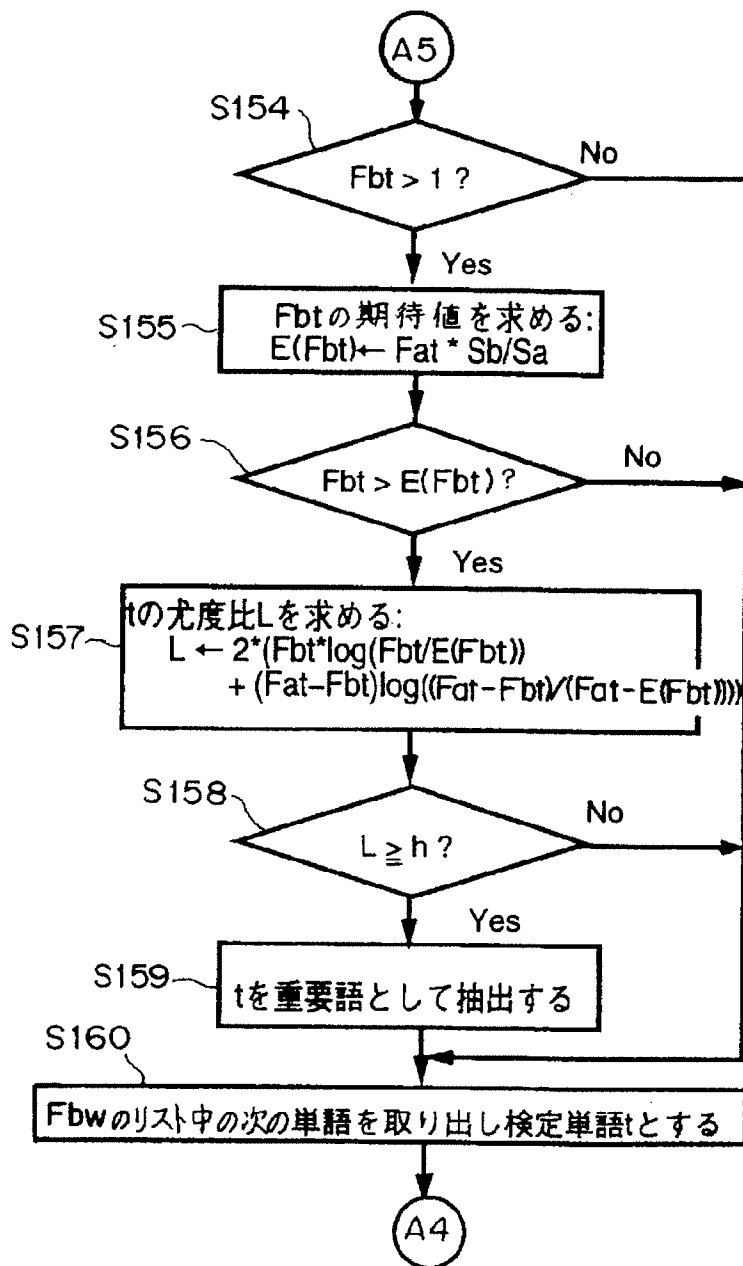 A5
S154
Fbt > 1 ?
No
Yes
S155
Fbtの期待値を求める:
E(Fbt)← Fat * Sb/Sa
S156
Fbt > E(Fbt) ?
No
Yes
S157
tの尤度比Lを求める:
L ← 2*(Fbt*log(Fbt/E(Fbt))
+ (Fat-Fbt)log((Fat-Fbt)/(Fat-E(Fbt))))
S158
L ≧ h ?
No
Yes
S159
tを重要語として抽出する
S160
Fbwのリスト中の次の単語を取り出し検定単語tとする
A4